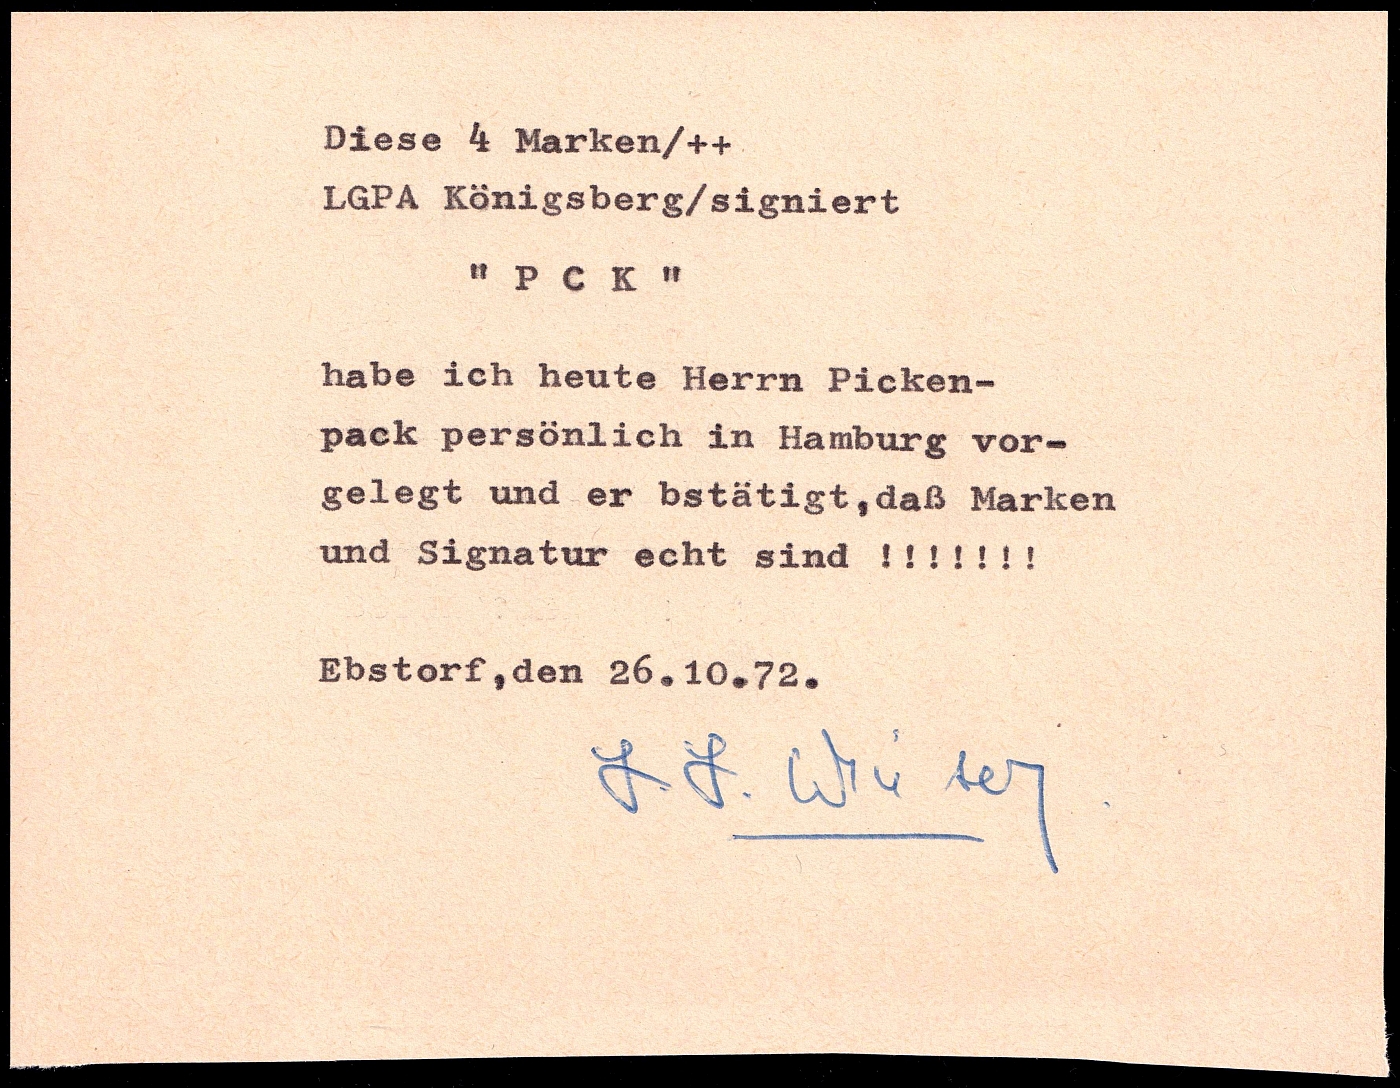 Diese 4 Marken/++
LGPA Königsberg/signiert
" P C K "
habe ich heute Herrn Picken-
pack persönlich in Hamburg vor-
gelegt und er bstätigt,daß Marken
und Signatur echt sind !!!!!!!
Ebstorf,den 26.10.72.